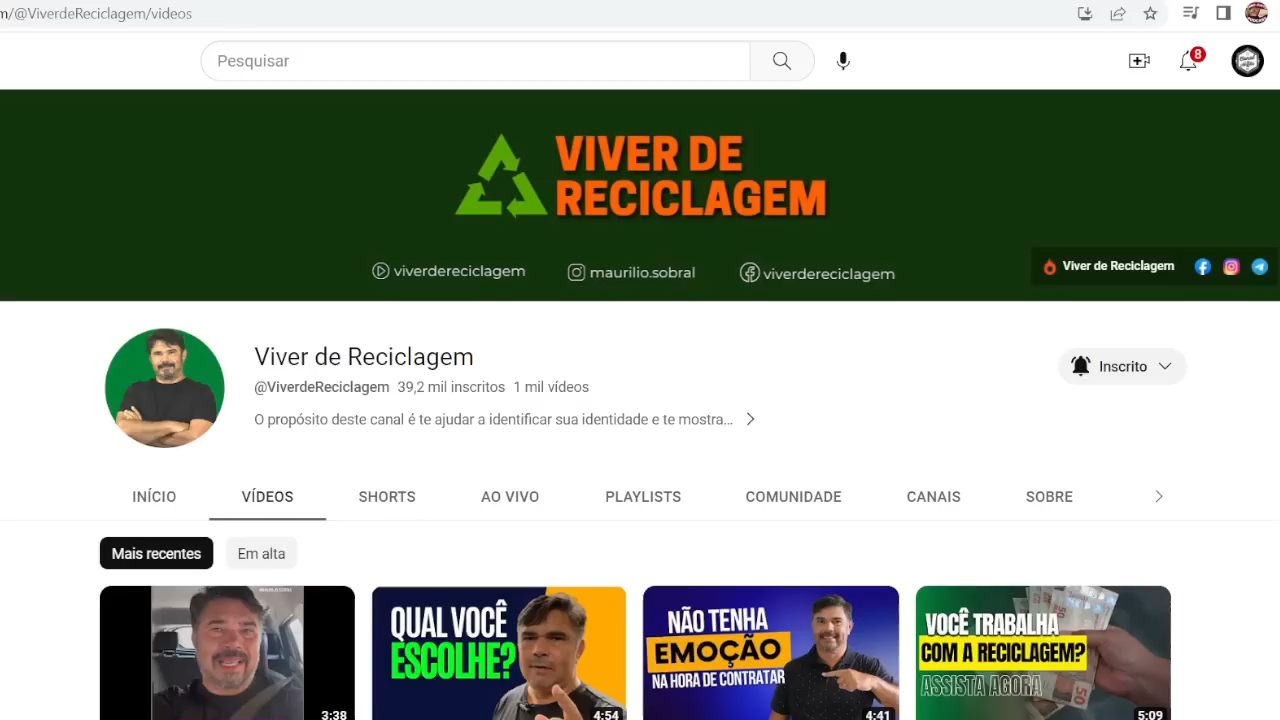 m/@ViverdeReciclagem/videos
Pesquisar
8
VIVER DE
RECICLAGEM
viverdereciclagem
maurilio.sobral
viverdereciclagem
Viver de Reciclagem
Viver de Reciclagem
Inscrito
@ViverdeReciclagem 39,2 mil inscritos 1 mil vídeos
O propósito deste canal é te ajudar a identificar sua identidade e te mostra...
INÍCIO
VÍDEOS
SHORTS
AO VIVO
PLAYLISTS
COMUNIDADE
CANAIS
SOBRE
Mais recentes
Em alta
3:38
QUAL VOCÊ
ESCOLHE?
4:54
NÃO TENHA
EMOÇÃO
NA HORA DE CONTRATAR
4:41
VOCÊ TRABALHA
COM A RECICLAGEM?
ASSISTA AGORA
5:09